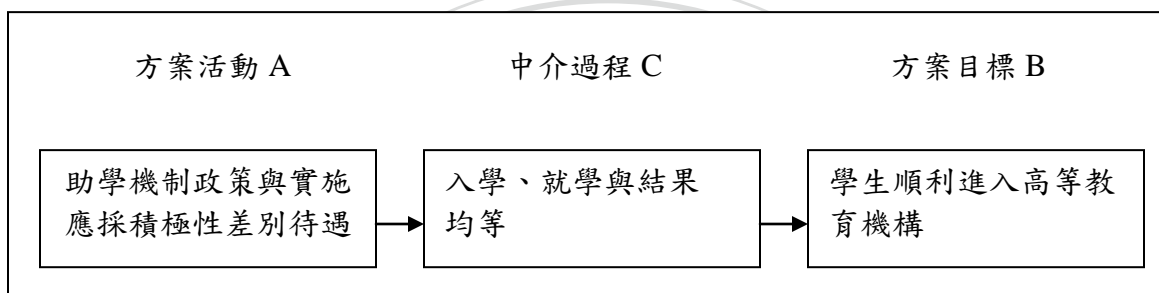 方案活動 A
中介過程 C
方案目標 B
助學機制政策與實施
應採積極性差別待遇
入學、就學與結果
均等
學生順利進入高等教
育機構